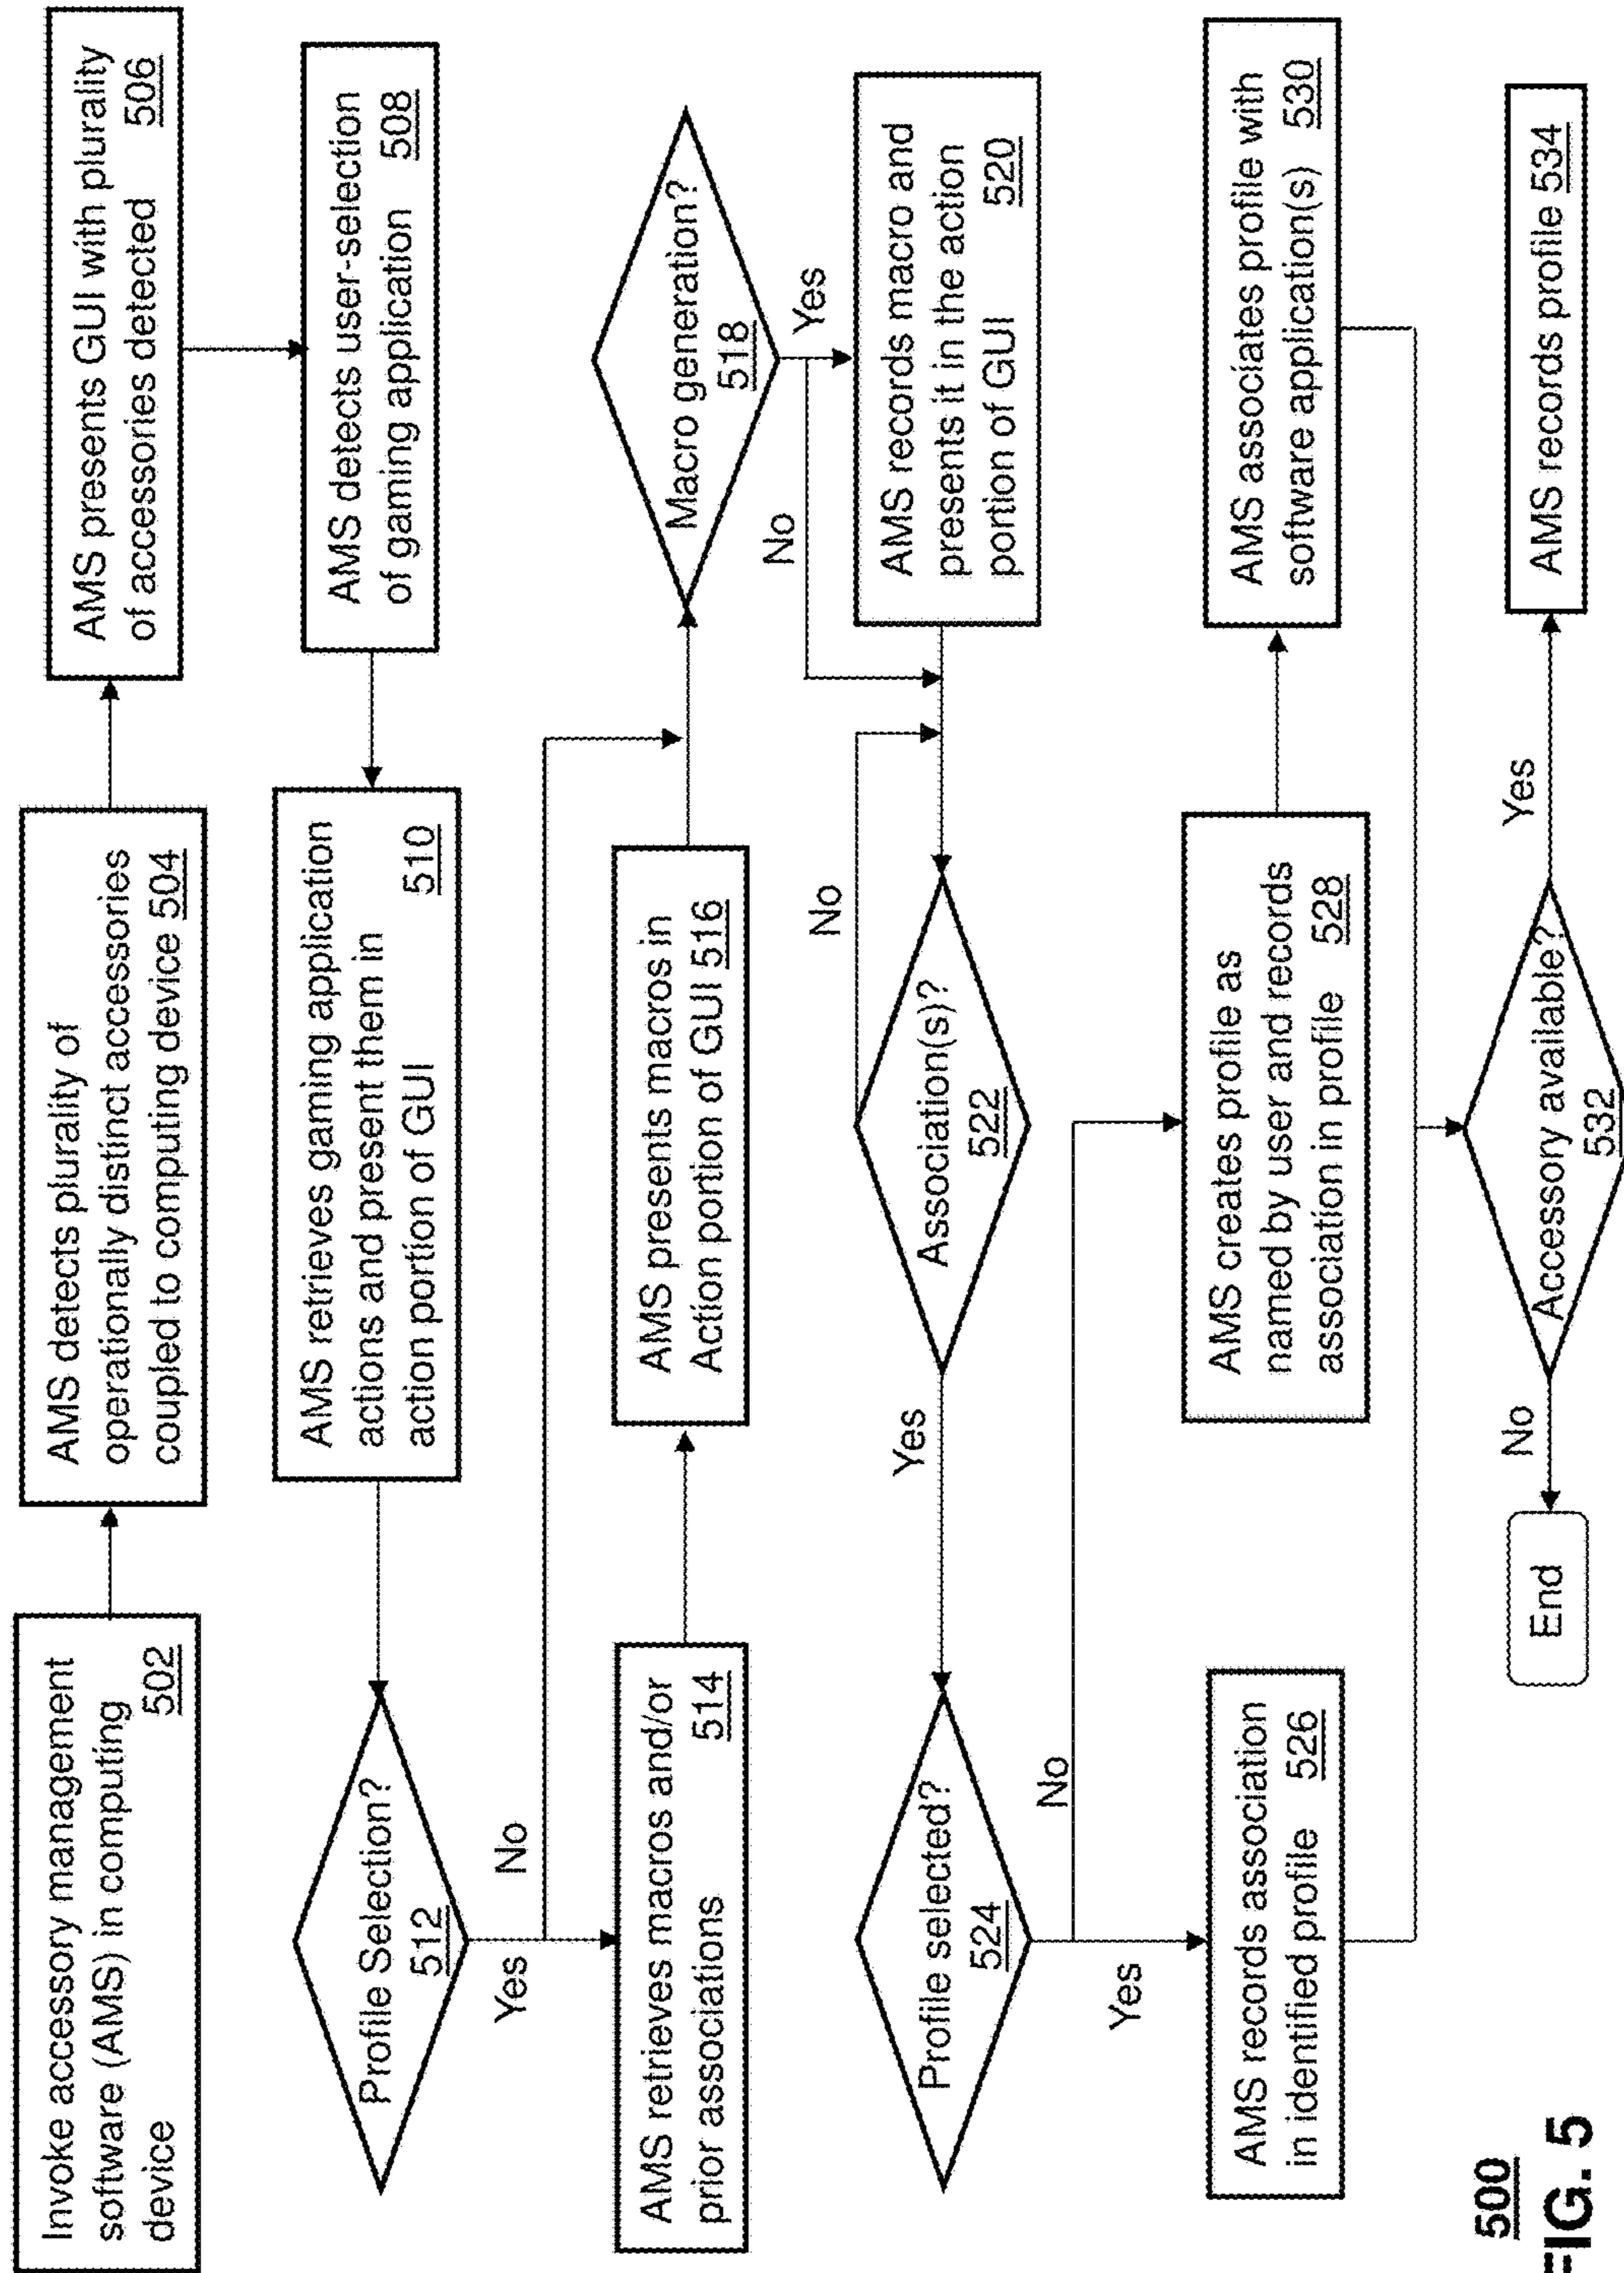 Invoke accessory management
software (AMS) in computing
device 502
AMS detects plurality of
operationally distinct accessories
coupled to computing device 504
AMS presents GUI with plurality
of accessories detected 506
AMS detects user-selection
of gaming application 508
AMS retrieves gaming application
actions and present them in
action portion of GUI 510
Profile Selection?
512
No
Yes
AMS retrieves macros and/or
prior associations 514
AMS presents macros in
Action portion of GUI 516
Macro generation?
518
No
Yes
AMS records macro and
presents it in the action
portion of GUI 520
Association(s)?
522
No
Yes
Profile selected?
524
No
Yes
AMS records association
in identified profile 526
AMS creates profile as
named by user and records
association in profile 528
AMS associates profile with
software application(s) 530
Accessory available?
532
No
End
Yes
AMS records profile 534
500
FIG. 5